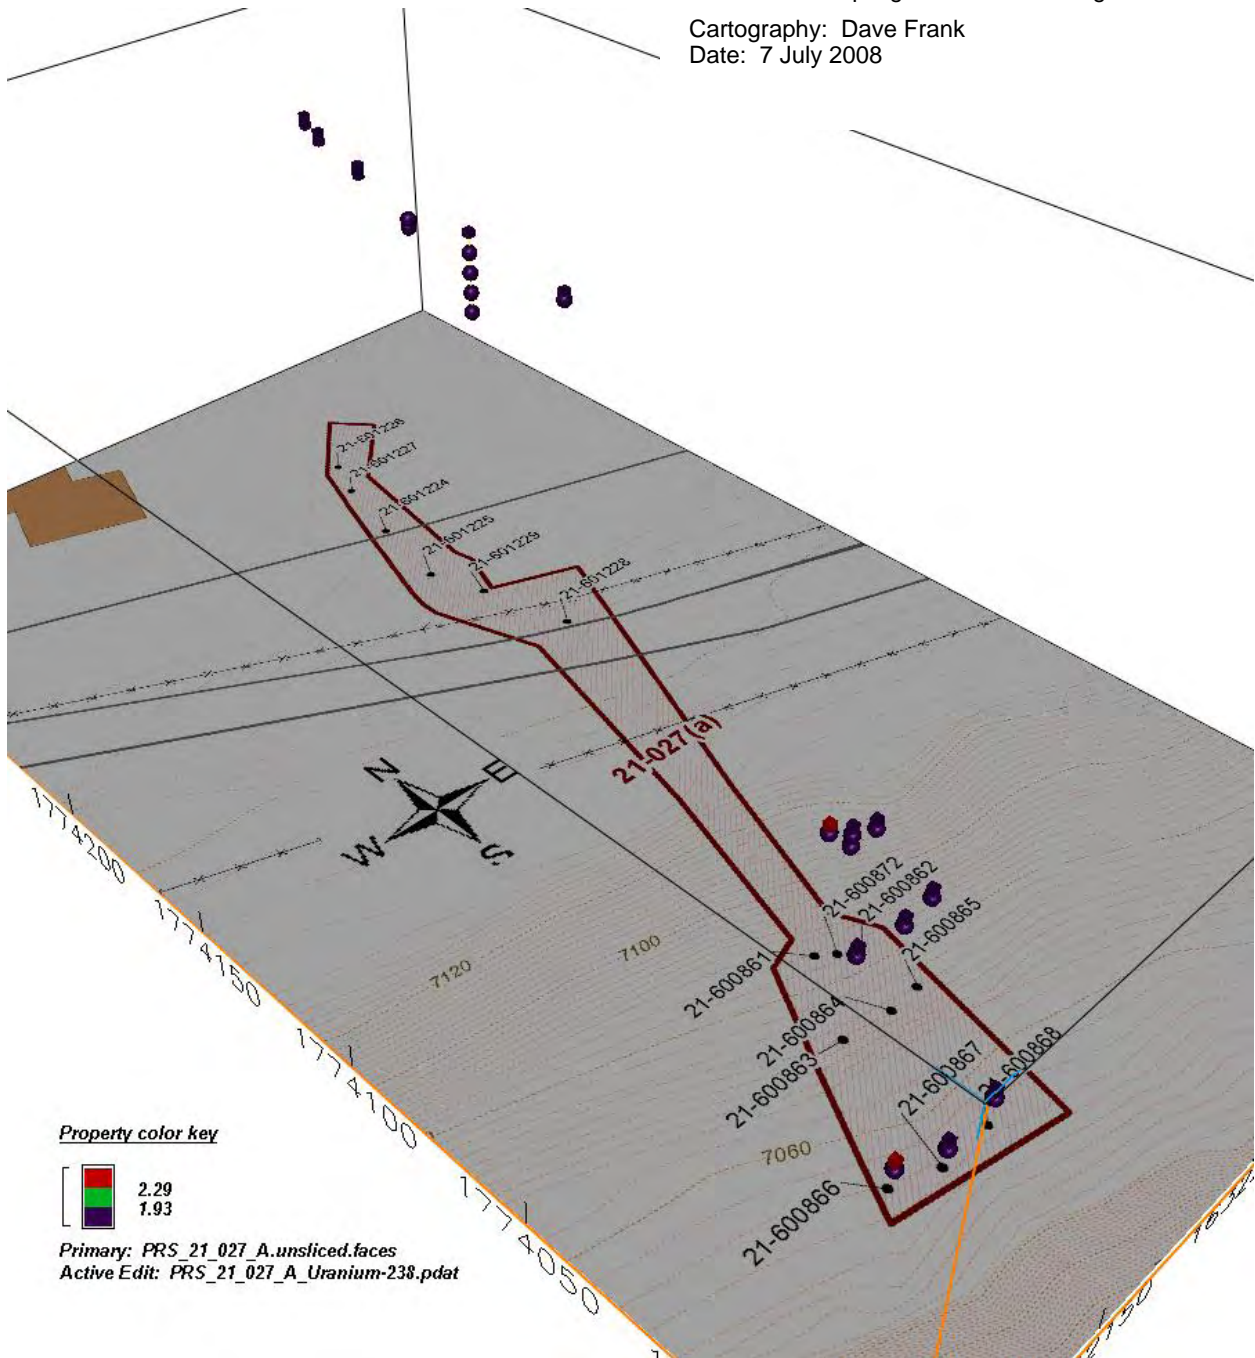 Cartography: Dave Frank
Date: 7 July 2008
21-601226
21-601227
21-601224
21-601225
21-601229
21-601228
21-027(a)
N
E
W
S
1774200
1774150
1774100
1774050
7120
7100
7060
21-600872
21-600862
21-600865
21-600861
21-600864
21-600863
21-600867
21-600868
21-600866
Property color key
2.29
1.93
Primary: PRS_21_027_A.unsliced.faces
Active Edit: PRS_21_027_A_Uranium-238.pdat